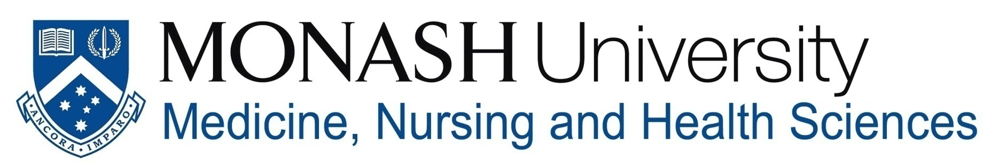 MONASH University
Medicine, Nursing and Health Sciences
· ANCORA · IMPARO ·